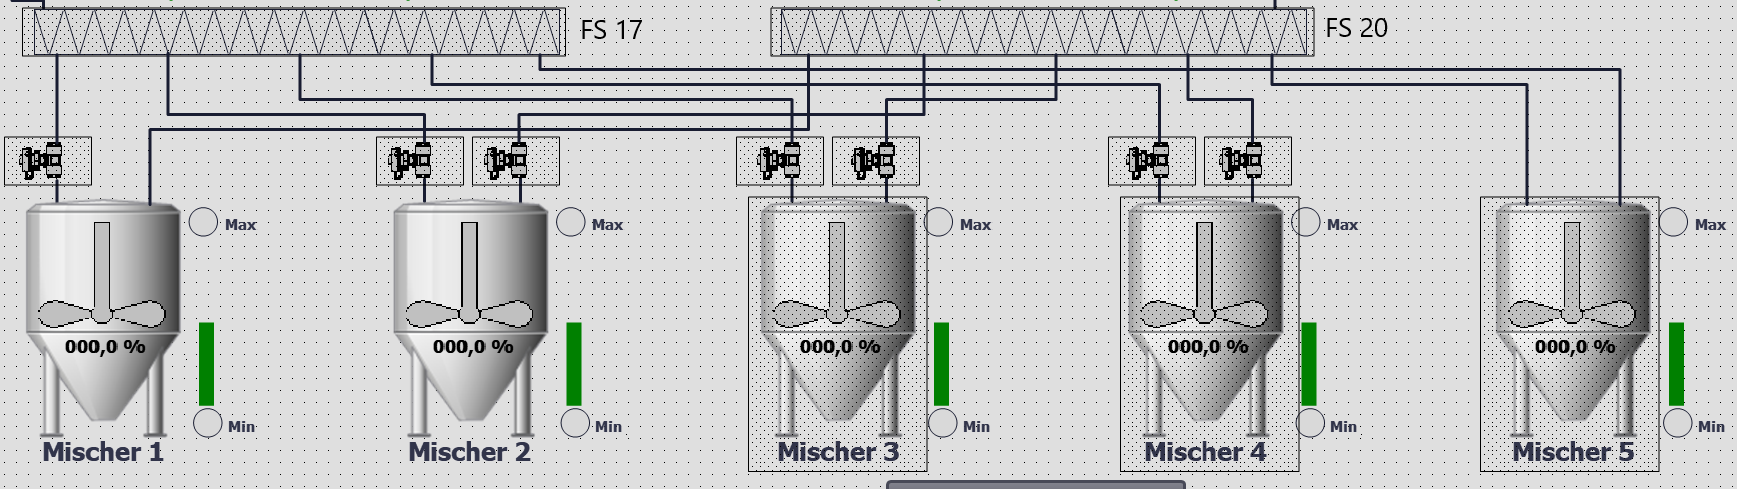 FS 17
FS 20
Max
Max
Max
Max
Max
000,0 %
000,0 %
000,0 %
000,0 %
000,0 %
Min
Min
Min
Min
Min
Mischer 1
Mischer 2
Mischer 3
Mischer 4
Mischer 5